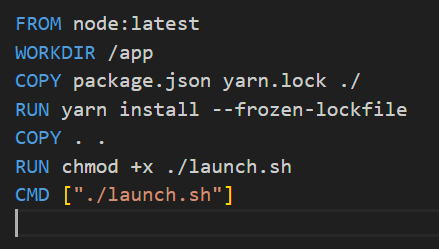 FROM node:latest
WORKDIR /app
COPY package.json yarn.lock ./
RUN yarn install --frozen-lockfile
COPY . .
RUN chmod +x ./launch.sh
CMD ["./launch.sh"]